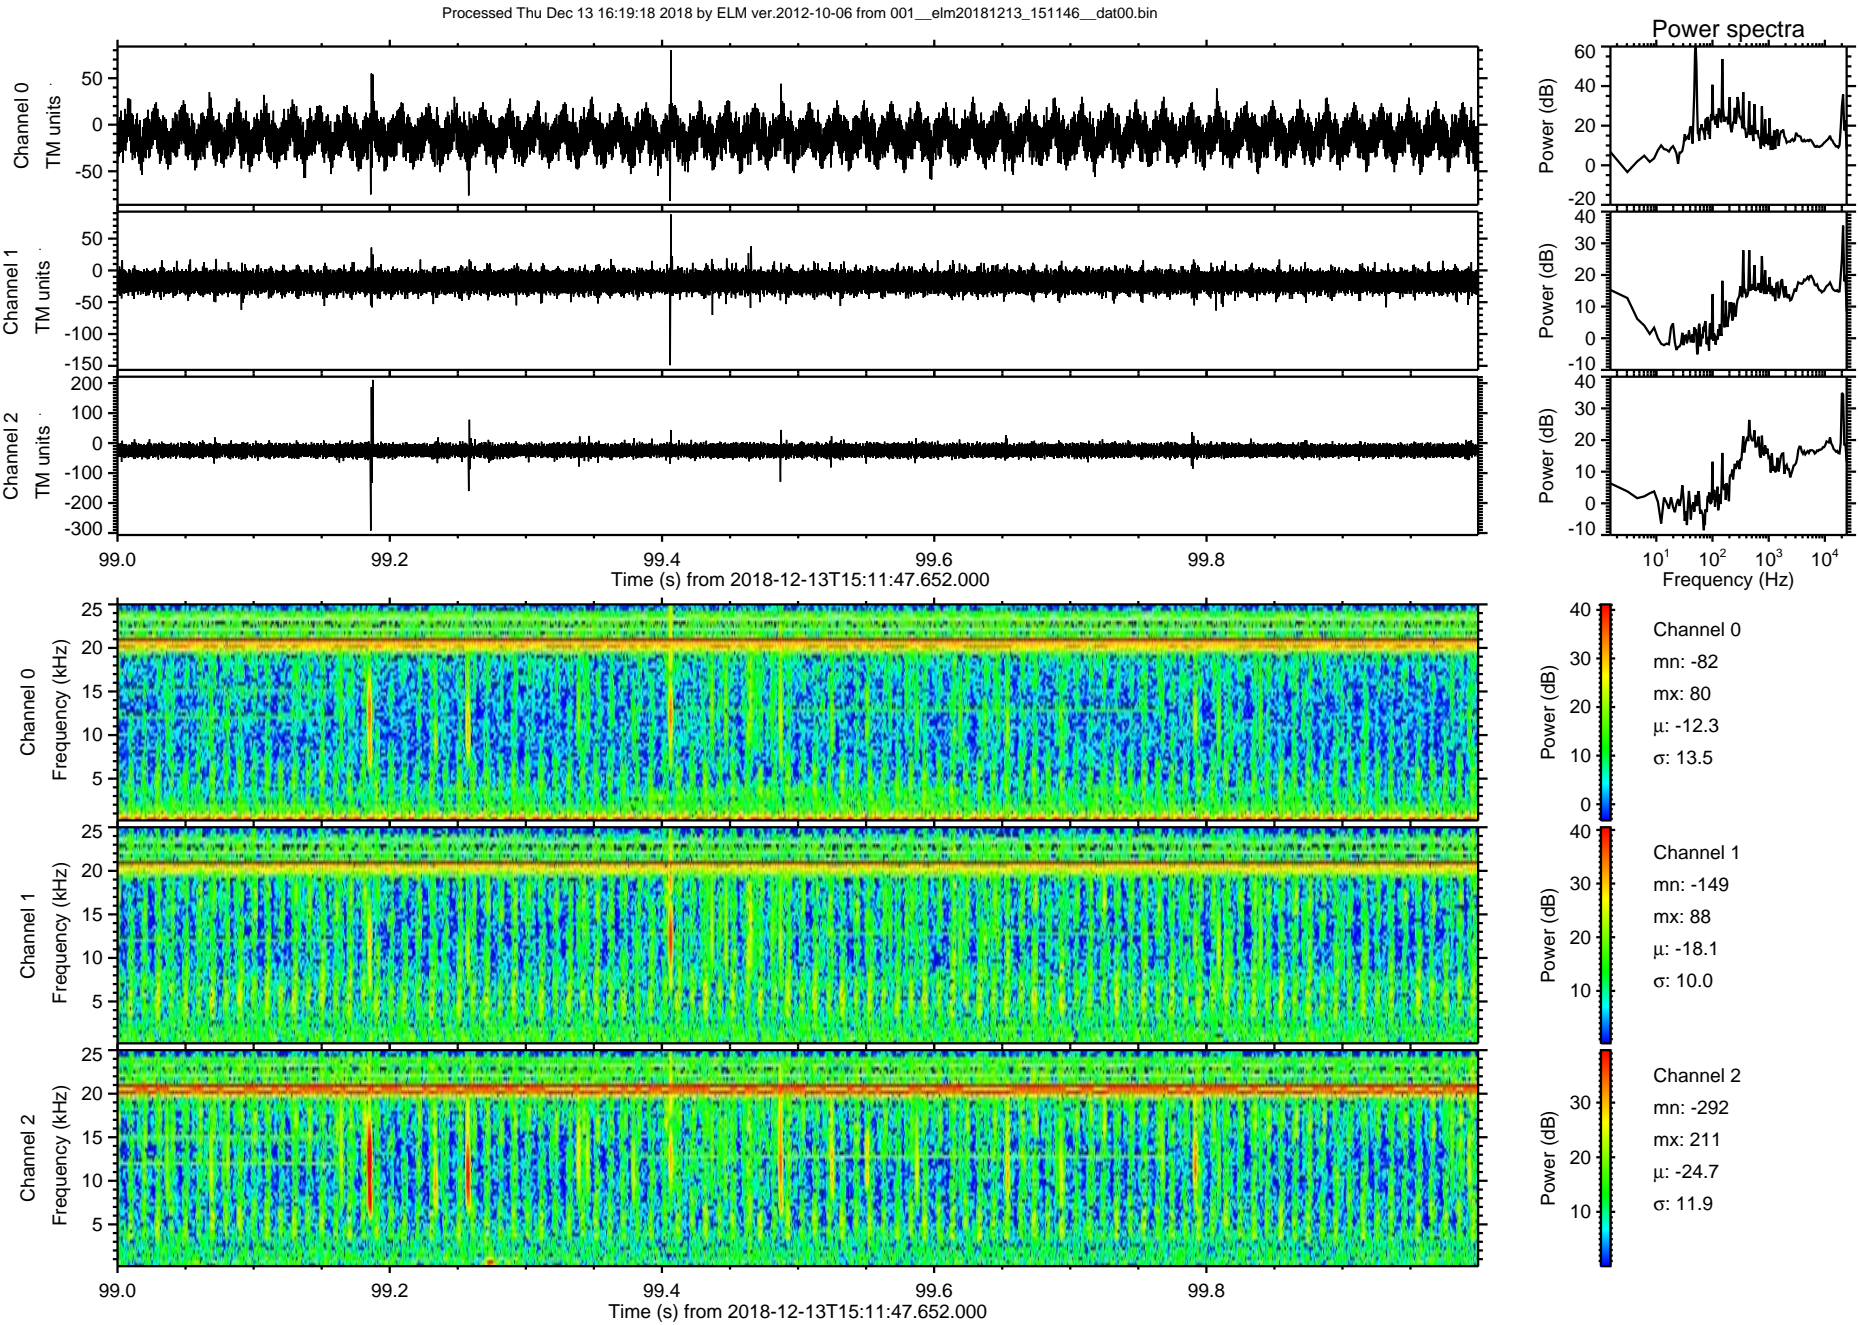 Processed Thu Dec 13 16:19:18 2018 by ELM ver.2012-10-06 from 001__elm20181213_151146__dat00.bin
Power spectra
Channel 0
TM units
50
0
-50
Power (dB)
60
40
20
0
-20
Channel 1
TM units
50
0
-50
-100
-150
Power (dB)
40
30
20
10
0
-10
Channel 2
TM units
200
100
0
-100
-200
-300
Power (dB)
40
30
20
10
0
-10
99.0 99.2 99.4 99.6 99.8
Time (s) from 2018-12-13T15:11:47.652.000
10¹ 10² 10³ 10⁴
Frequency (Hz)
Channel 0
Frequency (kHz)
25
20
15
10
5
Power (dB)
40
30
20
10
0
Channel 0
mn: -82
mx: 80
μ: -12.3
σ: 13.5
Channel 1
Frequency (kHz)
25
20
15
10
5
Power (dB)
40
30
20
10
Channel 1
mn: -149
mx: 88
μ: -18.1
σ: 10.0
Channel 2
Frequency (kHz)
25
20
15
10
5
Power (dB)
30
20
10
Channel 2
mn: -292
mx: 211
μ: -24.7
σ: 11.9
99.0 99.2 99.4 99.6 99.8
Time (s) from 2018-12-13T15:11:47.652.000